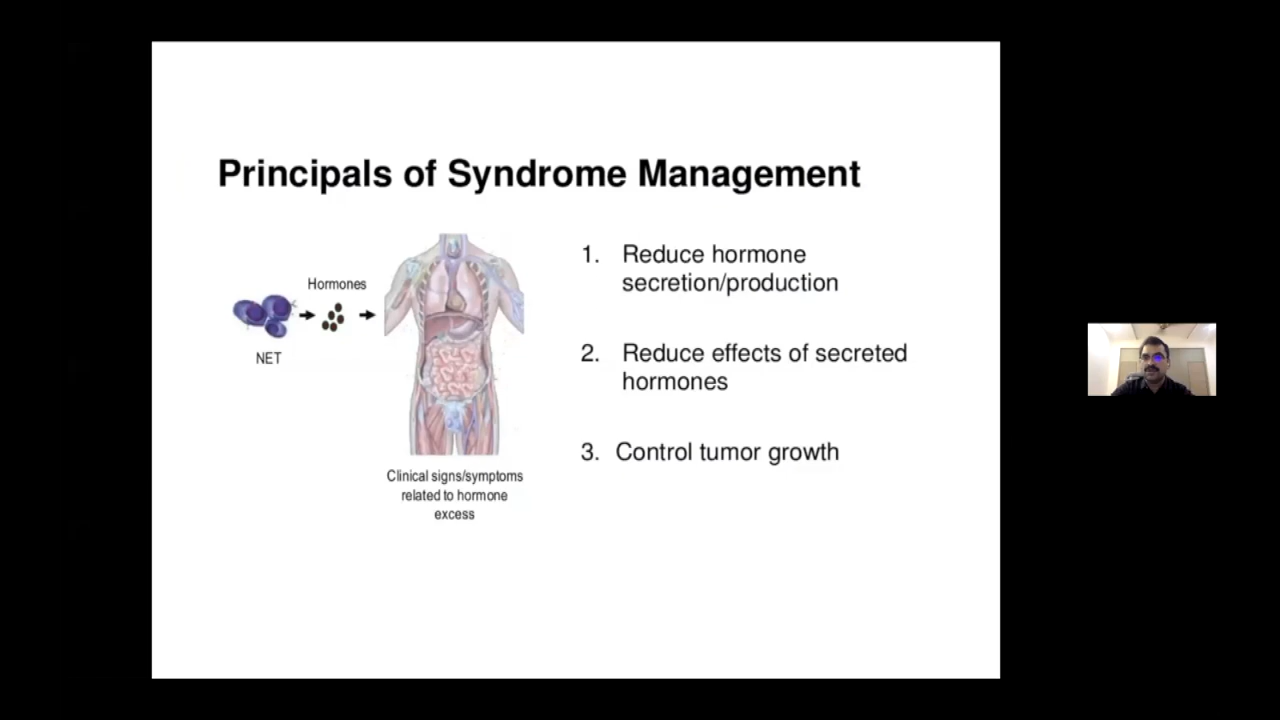 Principals of Syndrome Management
Hormones
NET
Clinical signs/symptoms
related to hormone
excess
1. Reduce hormone
secretion/production
2. Reduce effects of secreted
hormones
3. Control tumor growth